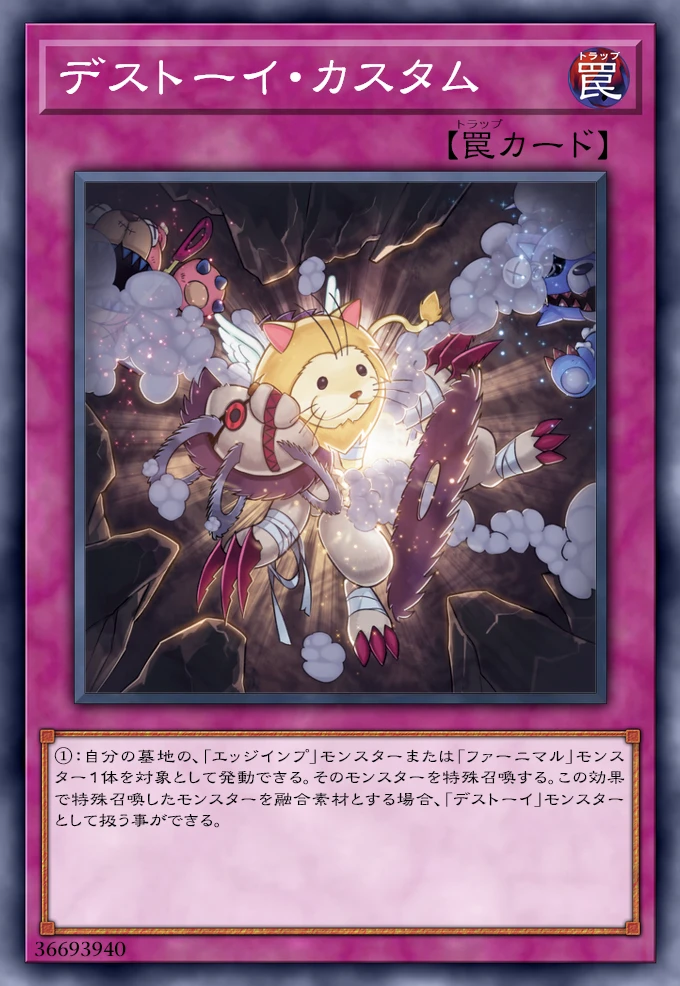 デストーイ・カスタム
トラップ
罠
トラップ
【罠カード】
①:自分の墓地の、「エッジインプ」モンスターまたは「ファーニマル」モンス
ター1体を対象として発動できる。そのモンスターを特殊召喚する。この効果
で特殊召喚したモンスターを融合素材とする場合、「デストーイ」モンスター
として扱う事ができる。
36693940